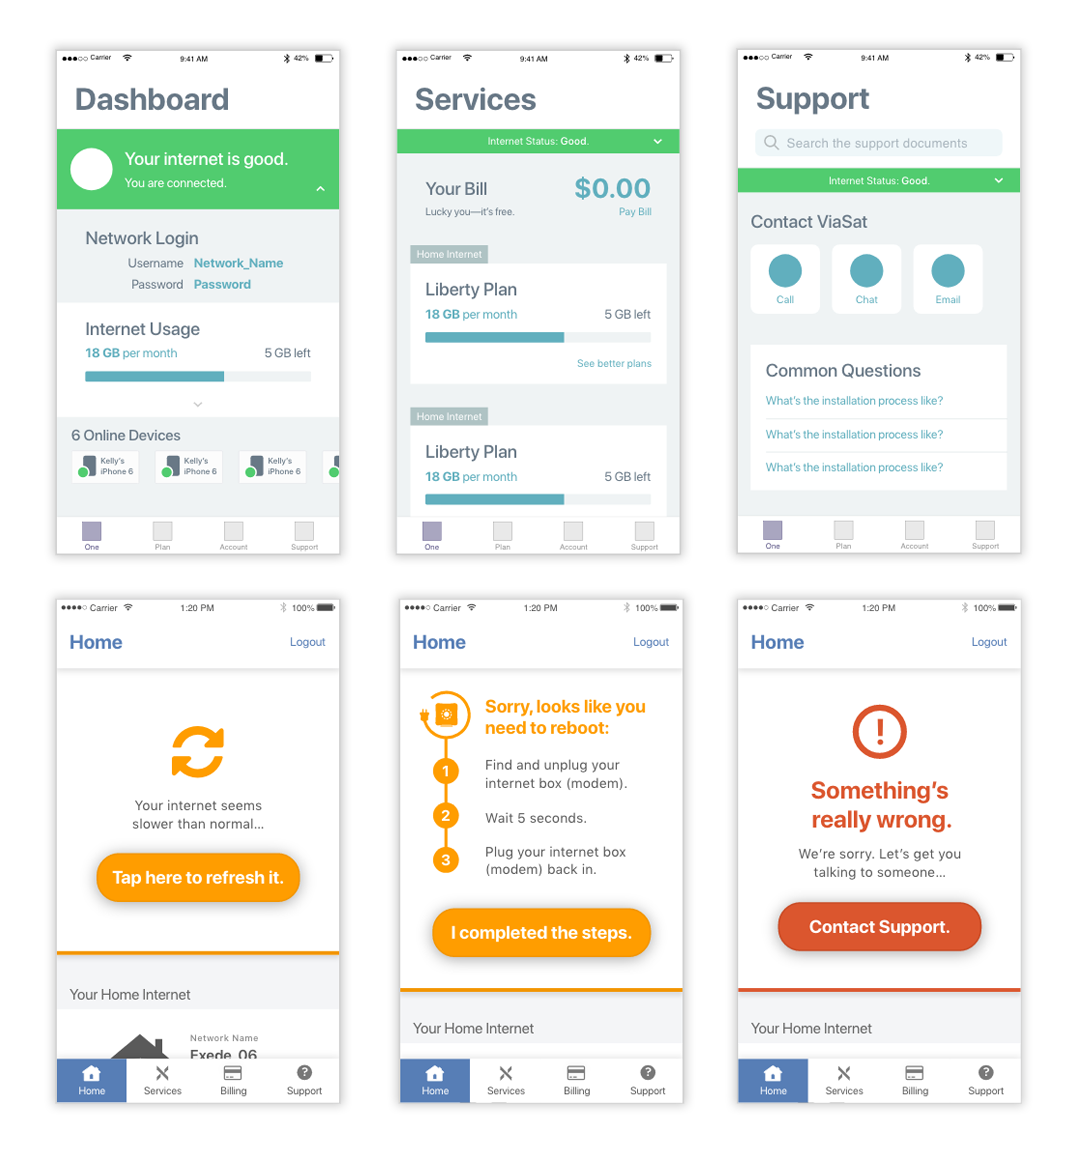 Carrier 9:41 AM 42%
Dashboard
Your internet is good.
You are connected.
Network Login
Username Network_Name
Password Password
Internet Usage
18 GB per month 5 GB left
6 Online Devices
Kelly's
iPhone 6
Kelly's
iPhone 6
Kelly's
iPhone 6
One Plan Account Support
Carrier 9:41 AM 42%
Services
Internet Status: Good.
Your Bill $0.00
Lucky you—it's free. Pay Bill
Home Internet
Liberty Plan
18 GB per month 5 GB left
See better plans
Home Internet
Liberty Plan
18 GB per month 5 GB left
One Plan Account Support
Carrier 9:41 AM 42%
Support
Search the support documents
Internet Status: Good.
Contact ViaSat
Call Chat Email
Common Questions
What's the installation process like?
What's the installation process like?
What's the installation process like?
One Plan Account Support
Carrier 1:20 PM 100%
Home Logout
Your internet seems
slower than normal...
Tap here to refresh it.
Your Home Internet
Network Name
Exede_06
Home Services Billing Support
Carrier 1:20 PM 100%
Home Logout
Sorry, looks like you
need to reboot:
1 Find and unplug your
internet box (modem).
2 Wait 5 seconds.
3 Plug your internet box
(modem) back in.
I completed the steps.
Your Home Internet
Home Services Billing Support
Carrier 1:20 PM 100%
Home Logout
Something's
really wrong.
We're sorry. Let's get you
talking to someone...
Contact Support.
Your Home Internet
Home Services Billing Support